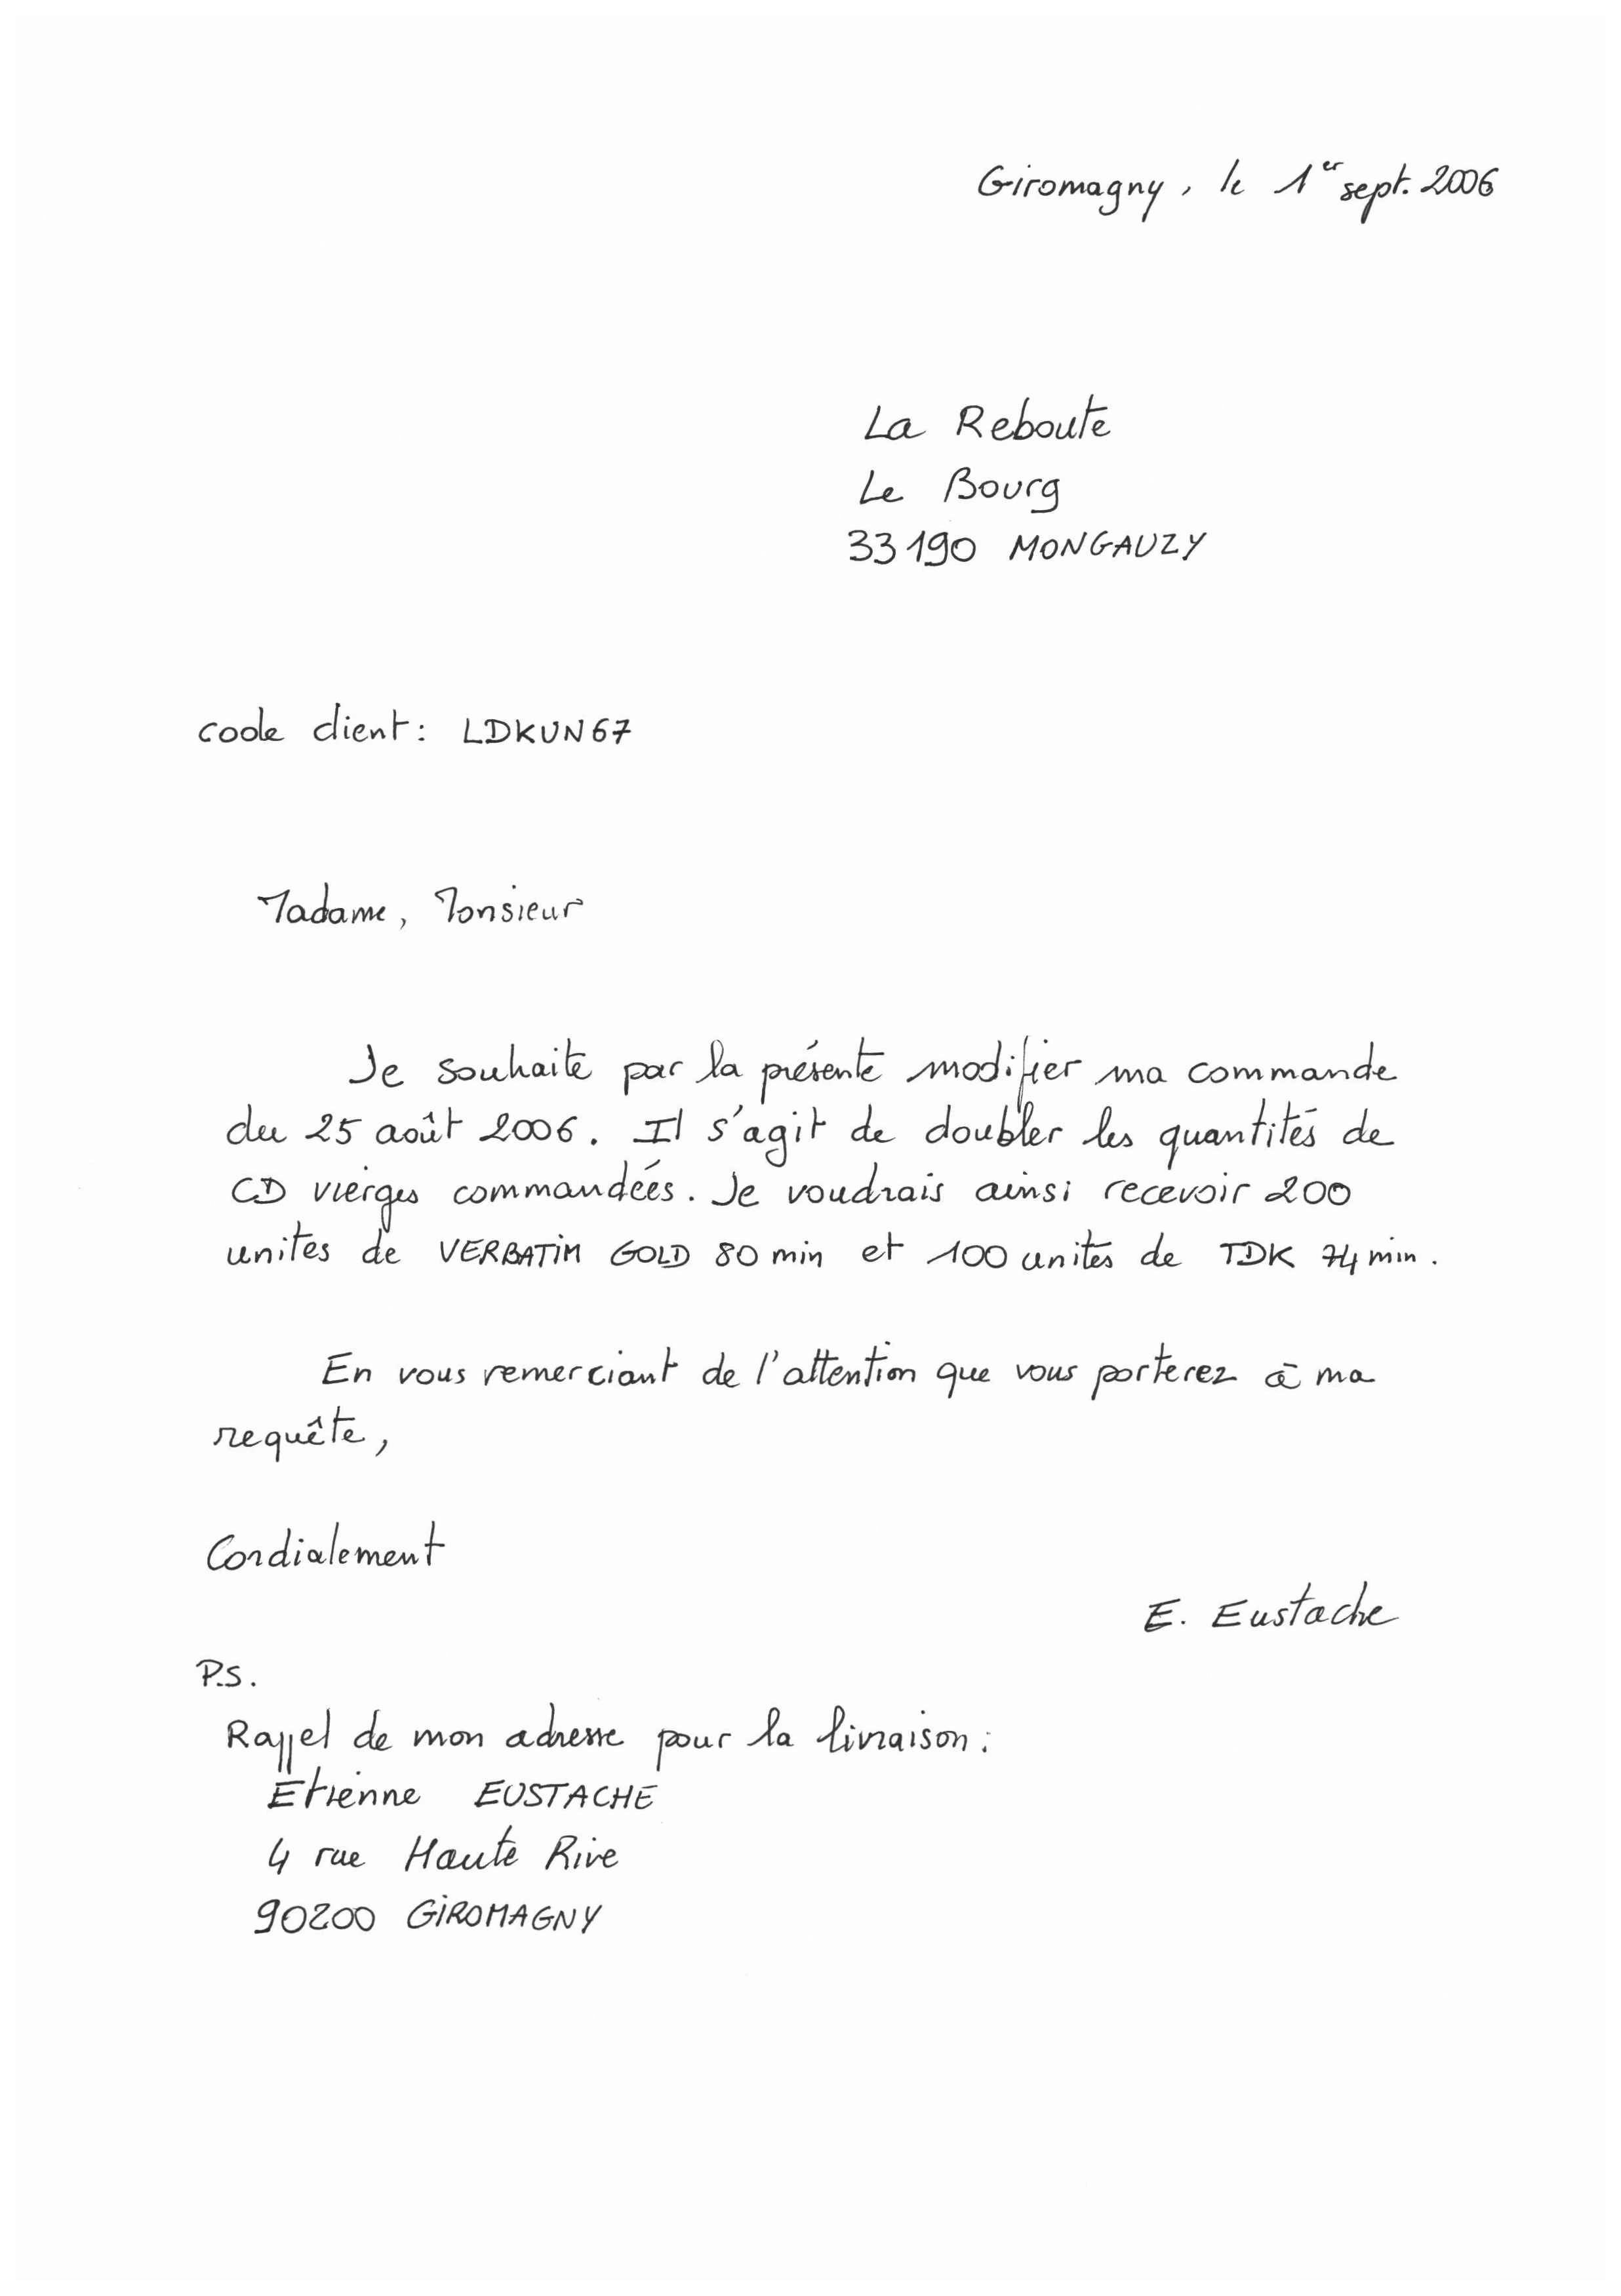 Giromagny, le 1er sept. 2006
La Reboute
Le Bourg
33190 MONGAUZY
code client : LDKUN67
Madame, Monsieur
Je souhaite par la présente modifier ma commande
du 25 août 2006. Il s'agit de doubler les quantités de
CD vierges commandées. Je voudrais ainsi recevoir 200
unites de VERBATIM GOLD 80 min et 100 unites de TDK 74 min.
En vous remerciant de l'attention que vous porterez à ma
requête,
Cordialement
E. Eustache
P.S.
Rappel de mon adresse pour la livraison :
Etienne EUSTACHE
4 rue Haute Rive
90200 GIROMAGNY